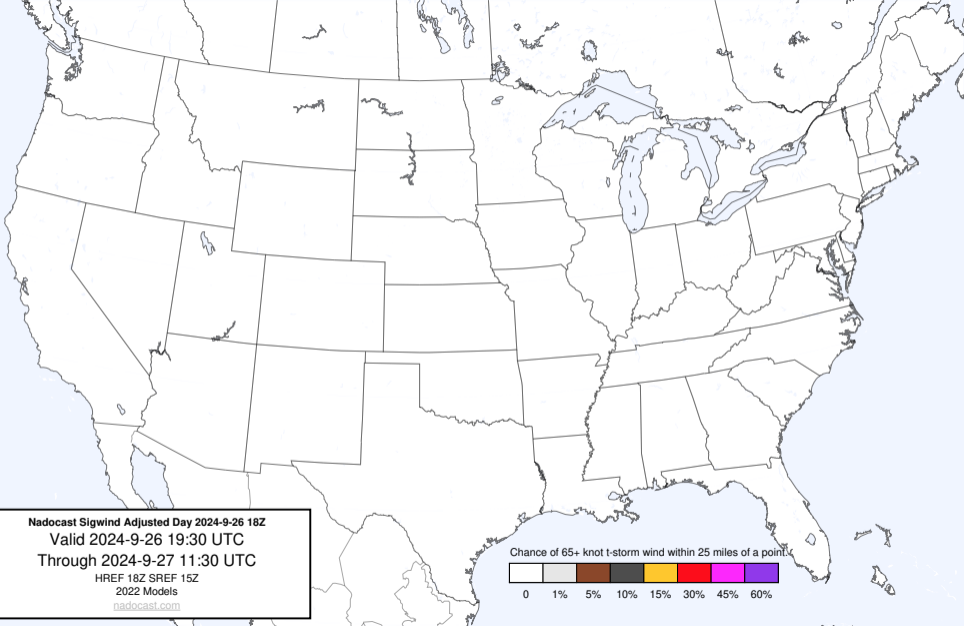 Nadocast Sigwind Adjusted Day 2024-9-26 18Z
Valid 2024-9-26 19:30 UTC
Through 2024-9-27 11:30 UTC
HREF 18Z SREF 15Z
2022 Models
nadocast.com
Chance of 65+ knot t-storm wind within 25 miles of a point.
0 1% 5% 10% 15% 30% 45% 60%